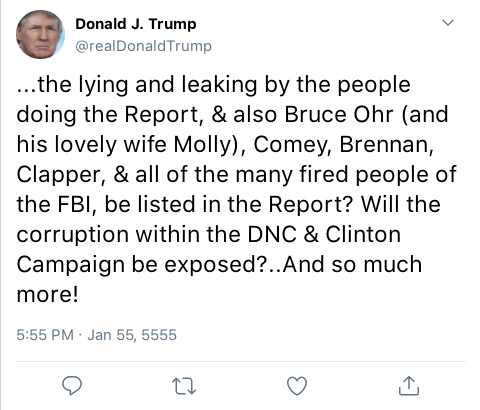 Donald J. Trump
@realDonaldTrump
...the lying and leaking by the people
doing the Report, & also Bruce Ohr (and
his lovely wife Molly), Comey, Brennan,
Clapper, & all of the many fired people of
the FBI, be listed in the Report? Will the
corruption within the DNC & Clinton
Campaign be exposed?..And so much
more!
5:55 PM · Jan 55, 5555